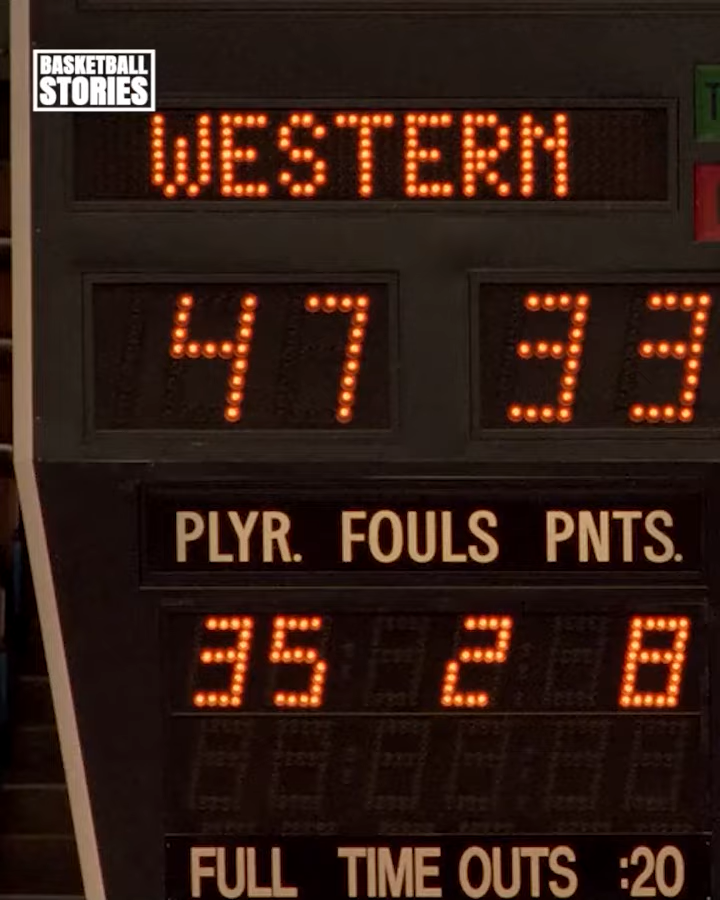 BASKETBALL
STORIES
WESTERN
47 33
PLYR. FOULS PNTS.
35 2 8
FULL TIME OUTS :20